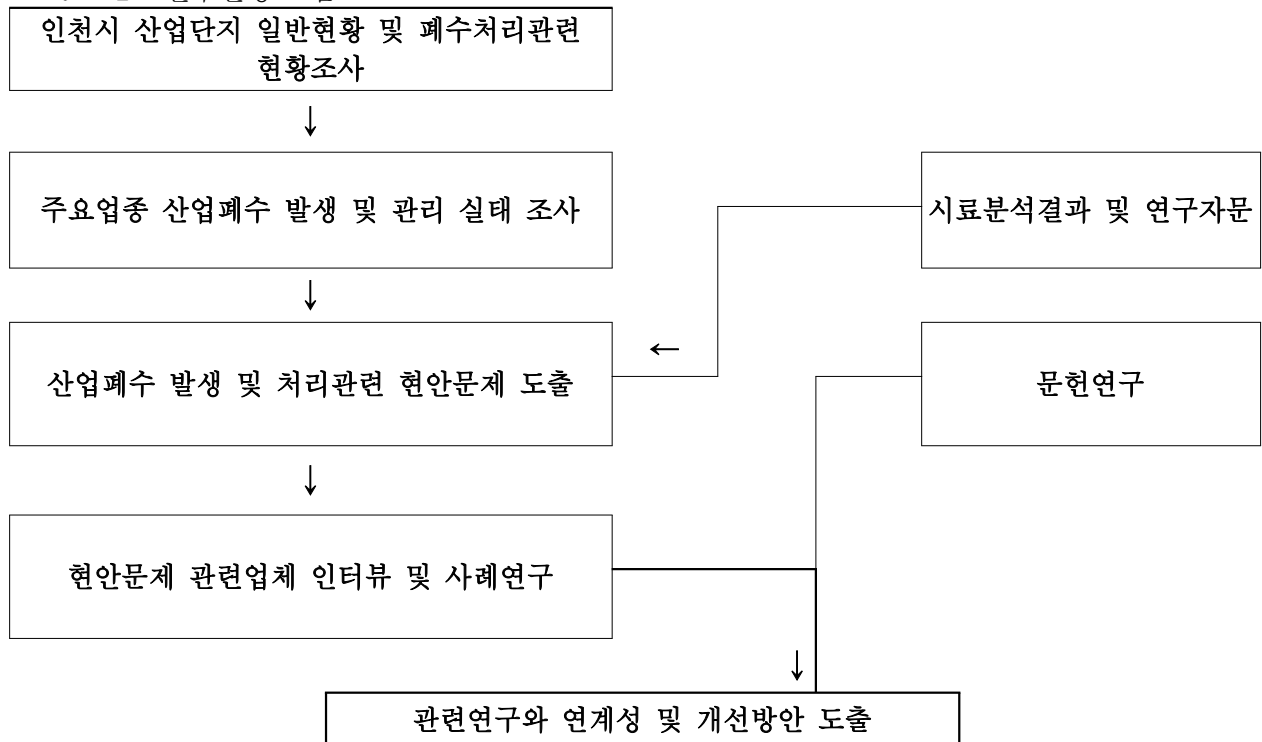 인천시 산업단지 일반현황 및 폐수처리관련
현황조사
↓
주요업종 산업폐수 발생 및 관리 실태 조사
시료분석결과 및 연구자문
↓
산업폐수 발생 및 처리관련 현안문제 도출
←
문헌연구
↓
현안문제 관련업체 인터뷰 및 사례연구
↓
관련연구와 연계성 및 개선방안 도출